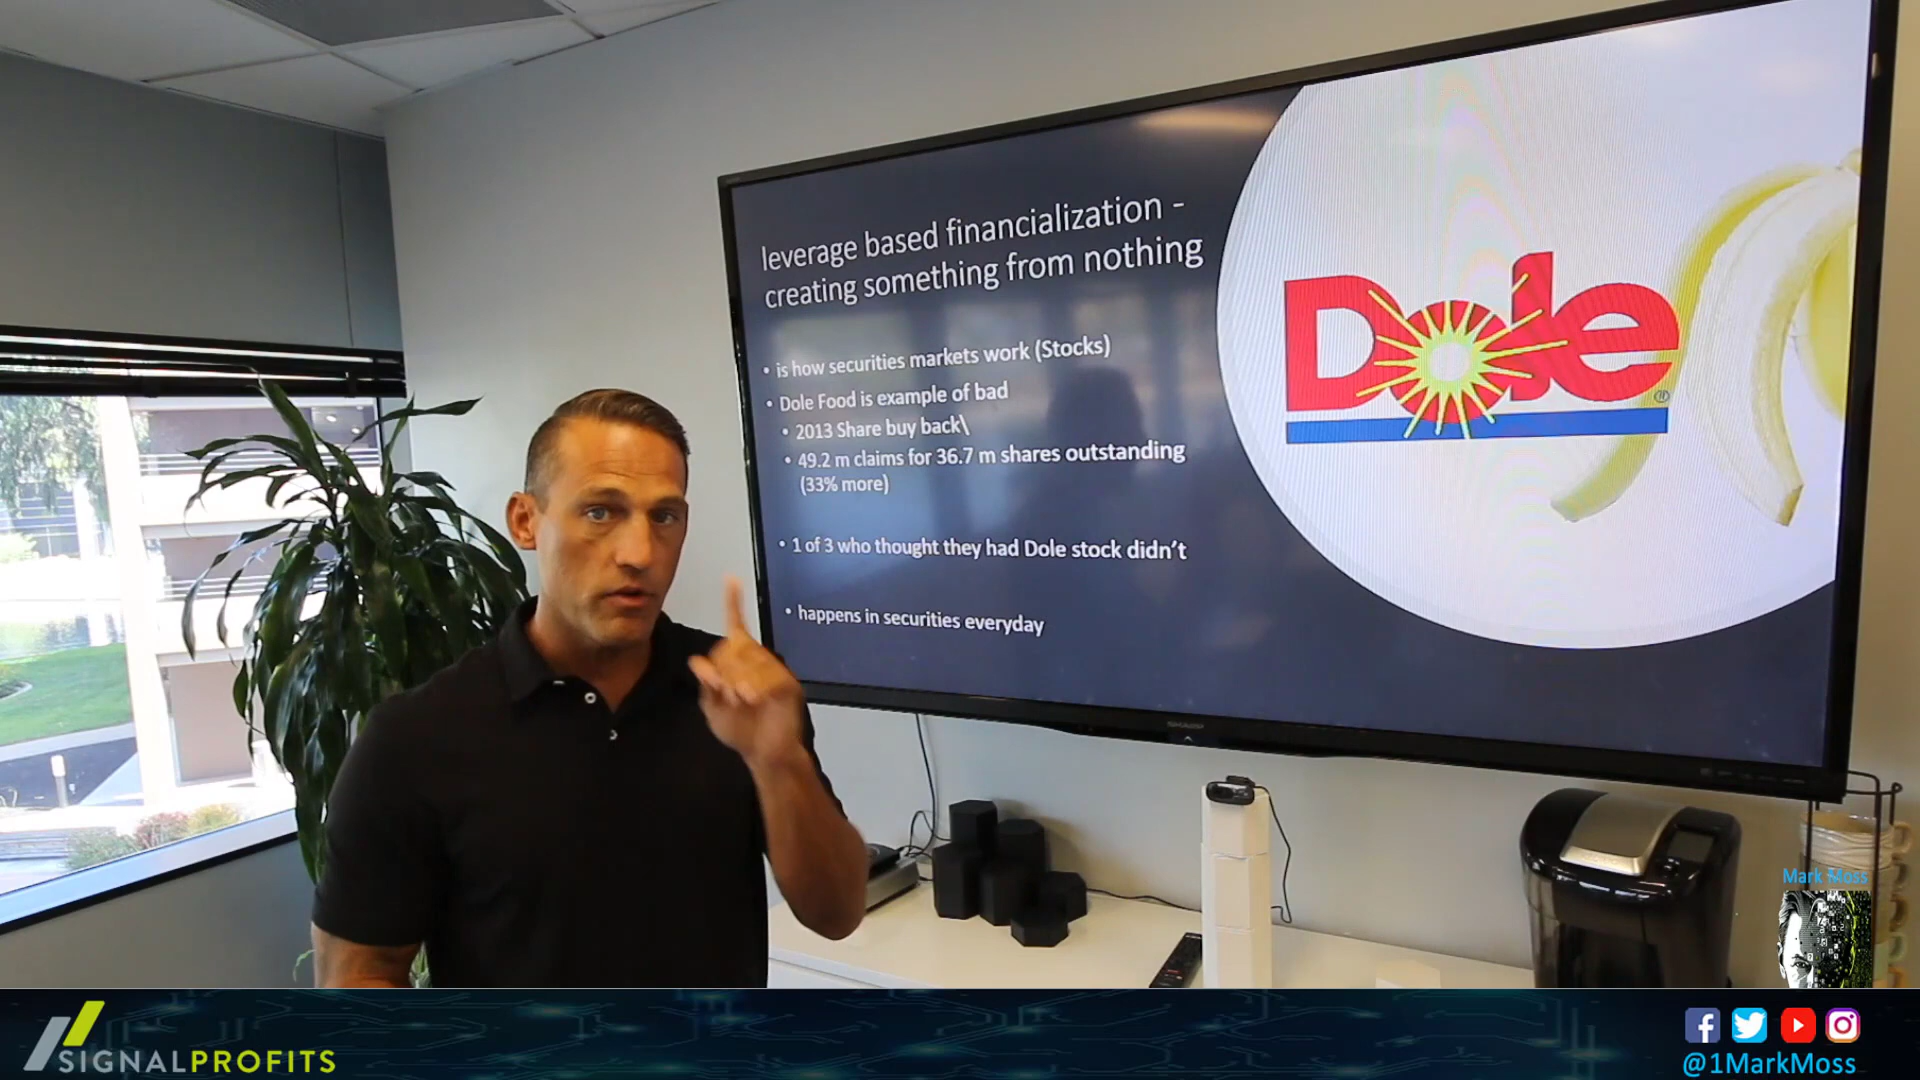 leverage based financialization -
creating something from nothing
• is how securities markets work (Stocks)
• Dole Food is example of bad
• 2013 Share buy back\
• 49.2 m claims for 36.7 m shares outstanding
(33% more)
• 1 of 3 who thought they had Dole stock didn't
• happens in securities everyday
Dole
®
SHARP
Mark Moss
SIGNALPROFITS
@1MarkMoss